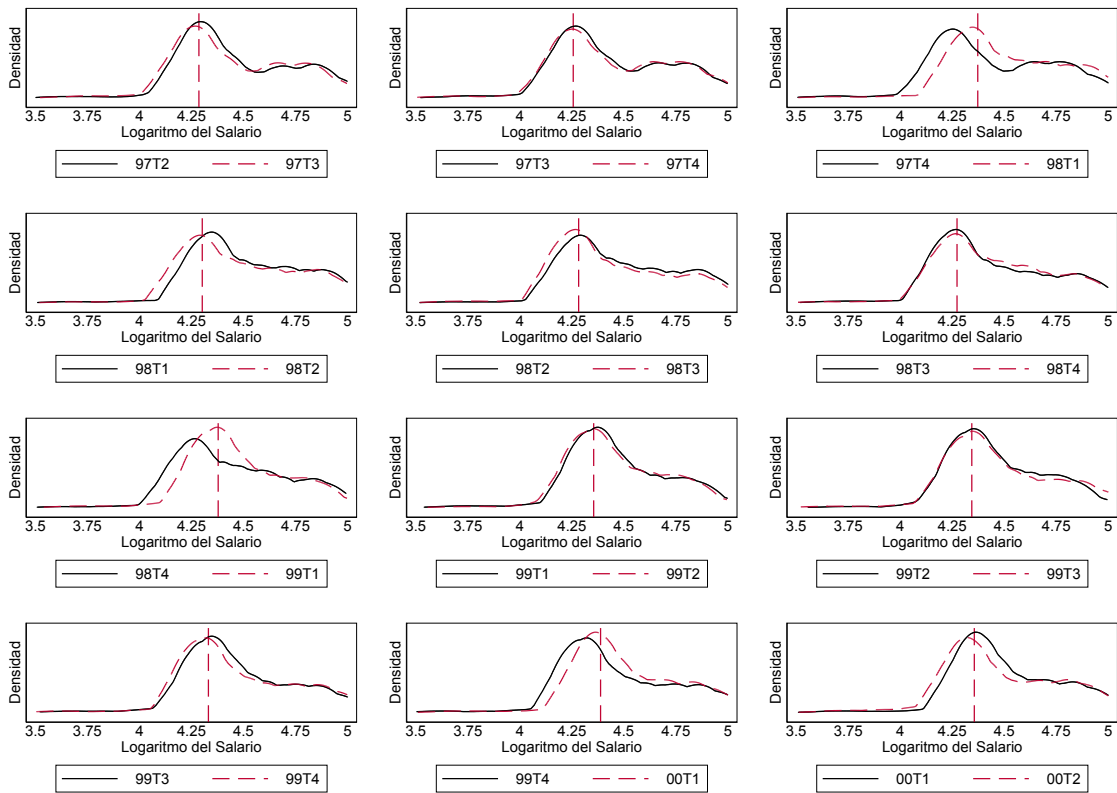 Densidad Densidad Densidad
3.5 3.75 4 4.25 4.5 4.75 5 3.5 3.75 4 4.25 4.5 4.75 5 3.5 3.75 4 4.25 4.5 4.75 5
Logaritmo del Salario Logaritmo del Salario Logaritmo del Salario
97T2 97T3 97T3 97T4 97T4 98T1
Densidad Densidad Densidad
3.5 3.75 4 4.25 4.5 4.75 5 3.5 3.75 4 4.25 4.5 4.75 5 3.5 3.75 4 4.25 4.5 4.75 5
Logaritmo del Salario Logaritmo del Salario Logaritmo del Salario
98T1 98T2 98T2 98T3 98T3 98T4
Densidad Densidad Densidad
3.5 3.75 4 4.25 4.5 4.75 5 3.5 3.75 4 4.25 4.5 4.75 5 3.5 3.75 4 4.25 4.5 4.75 5
Logaritmo del Salario Logaritmo del Salario Logaritmo del Salario
98T4 99T1 99T1 99T2 99T2 99T3
Densidad Densidad Densidad
3.5 3.75 4 4.25 4.5 4.75 5 3.5 3.75 4 4.25 4.5 4.75 5 3.5 3.75 4 4.25 4.5 4.75 5
Logaritmo del Salario Logaritmo del Salario Logaritmo del Salario
99T3 99T4 99T4 00T1 00T1 00T2